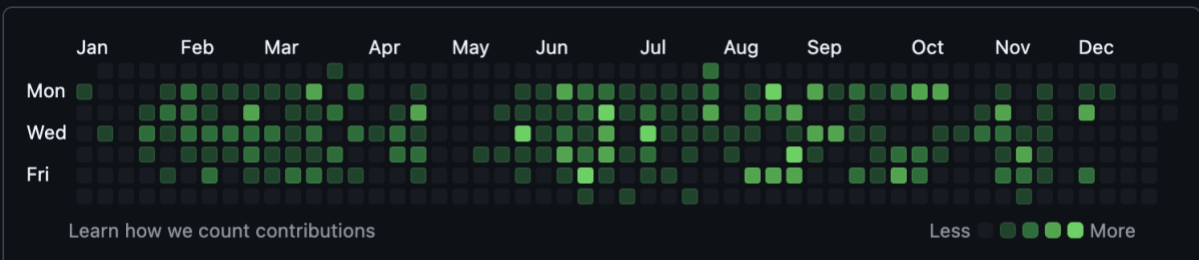 Jan Feb Mar Apr May Jun Jul Aug Sep Oct Nov Dec
Mon
Wed
Fri
Learn how we count contributions Less More